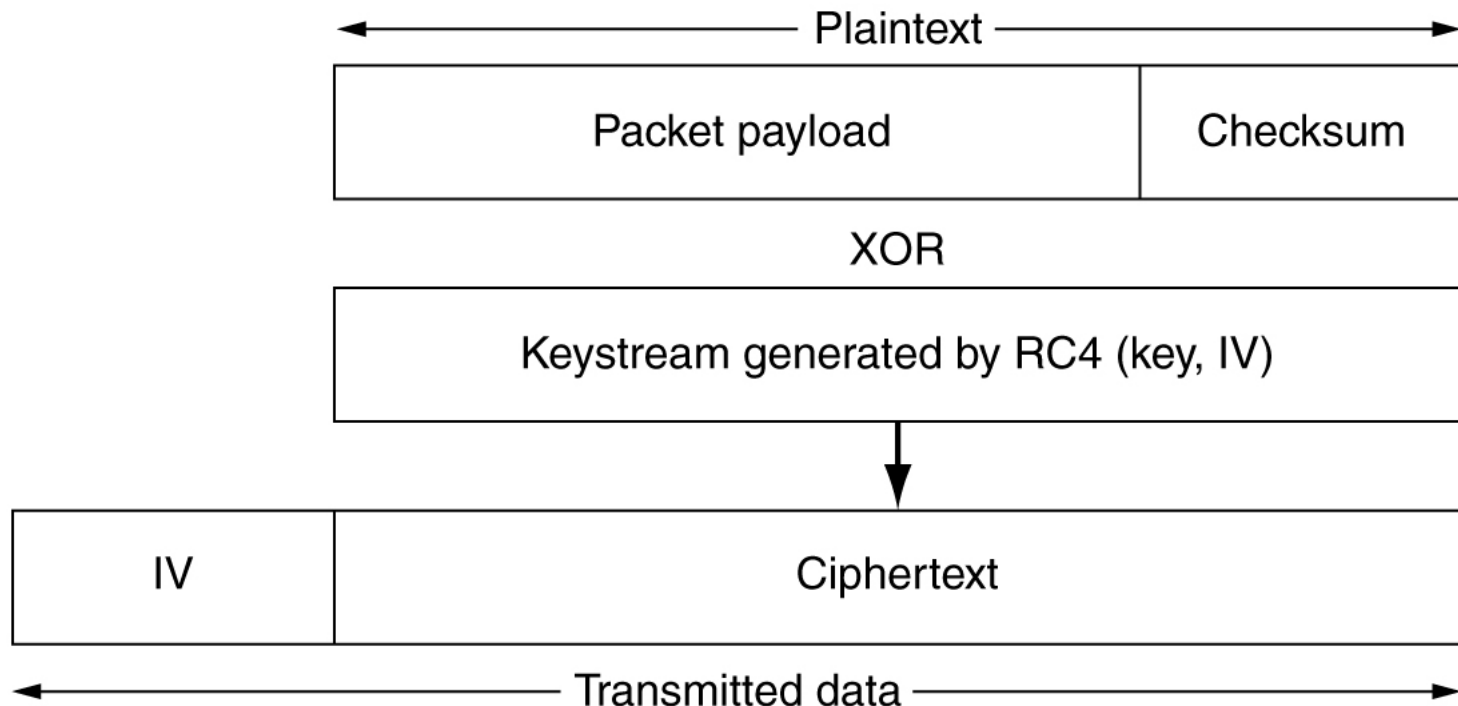 Plaintext
Packet payload Checksum
XOR
Keystream generated by RC4 (key, IV)
IV Ciphertext
Transmitted data